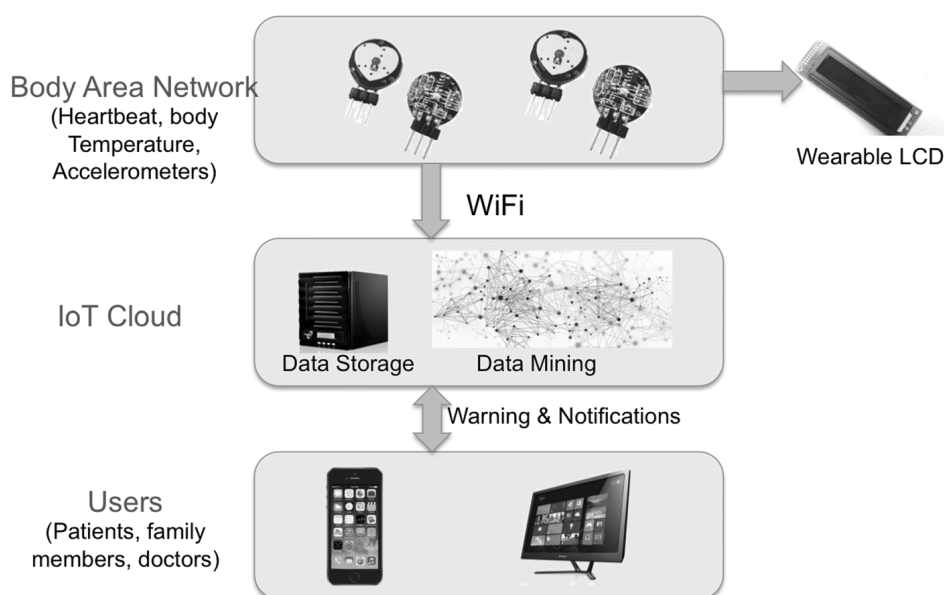 Body Area Network
(Heartbeat, body
Temperature,
Accelerometers)
Wearable LCD
WiFi
IoT Cloud
Data Storage
Data Mining
Warning & Notifications
Users
(Patients, family
members, doctors)